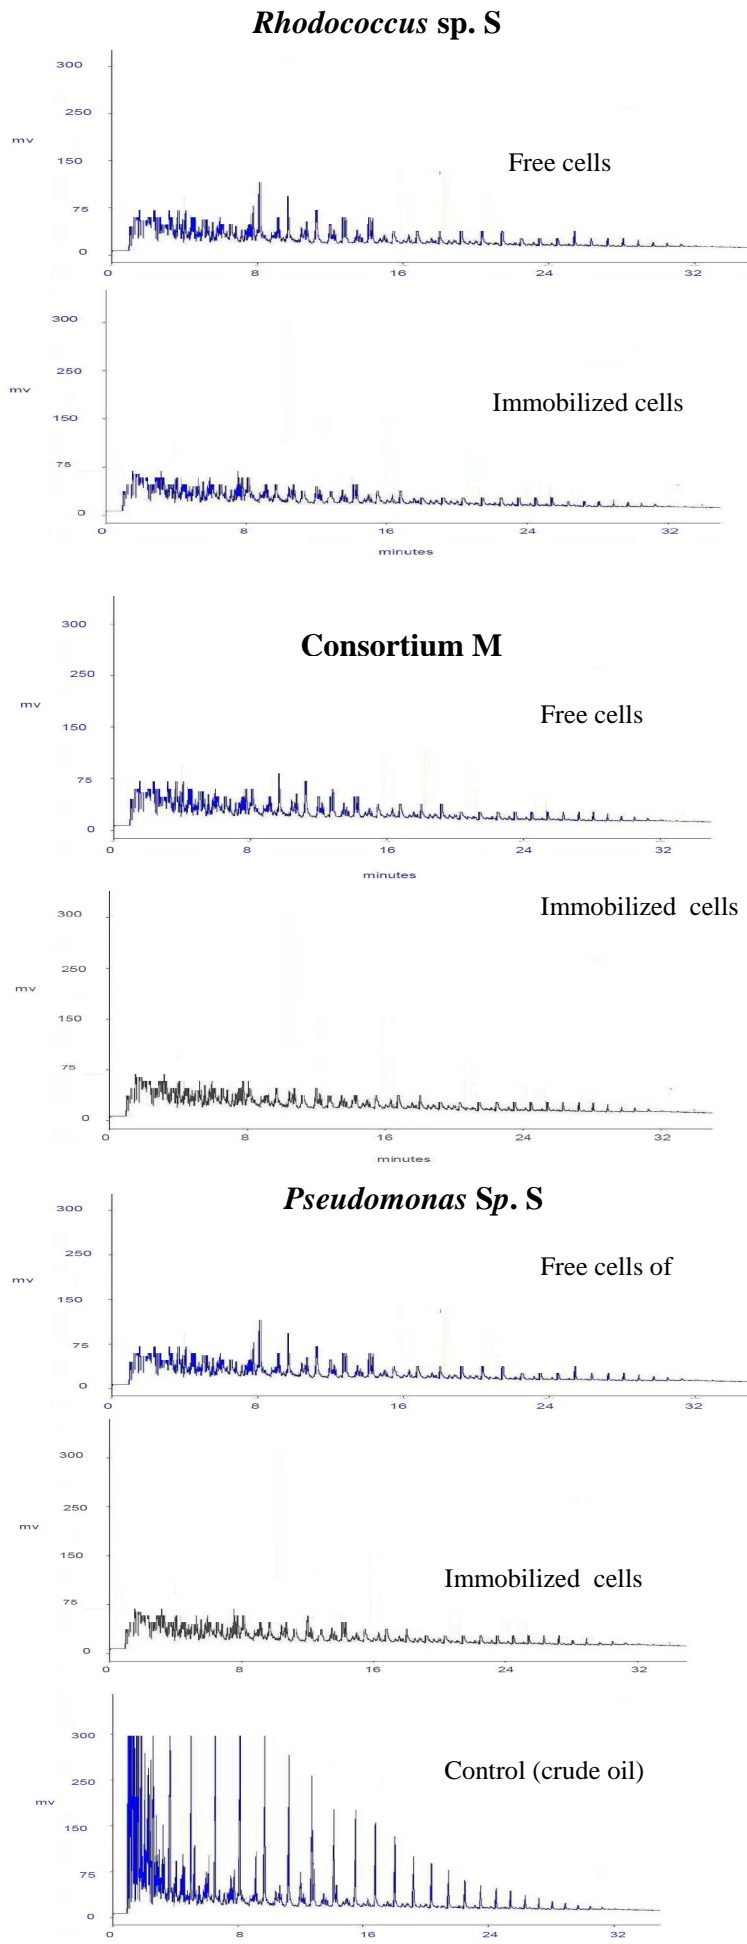 Rhodococcus sp. S
300
250
mv
150
Free cells
75
0
0 8 16 24 32
300
250
mv
150
Immobilized cells
75
0
0 8 16 24 32
minutes
300
Consortium M
250
mv
Free cells
150
75
0
0 8 16 24 32
minutes
Immobilized cells
300
250
mv
150
75
0
0 8 16 24 32
minutes
Pseudomonas Sp. S
300
250
Free cells of
mv
150
75
0
0 8 16 24 32
300
250
mv
150
Immobilized cells
75
0
0 8 16 24 32
300
Control (crude oil)
250
mv
150
75
0
0 8 16 24 32